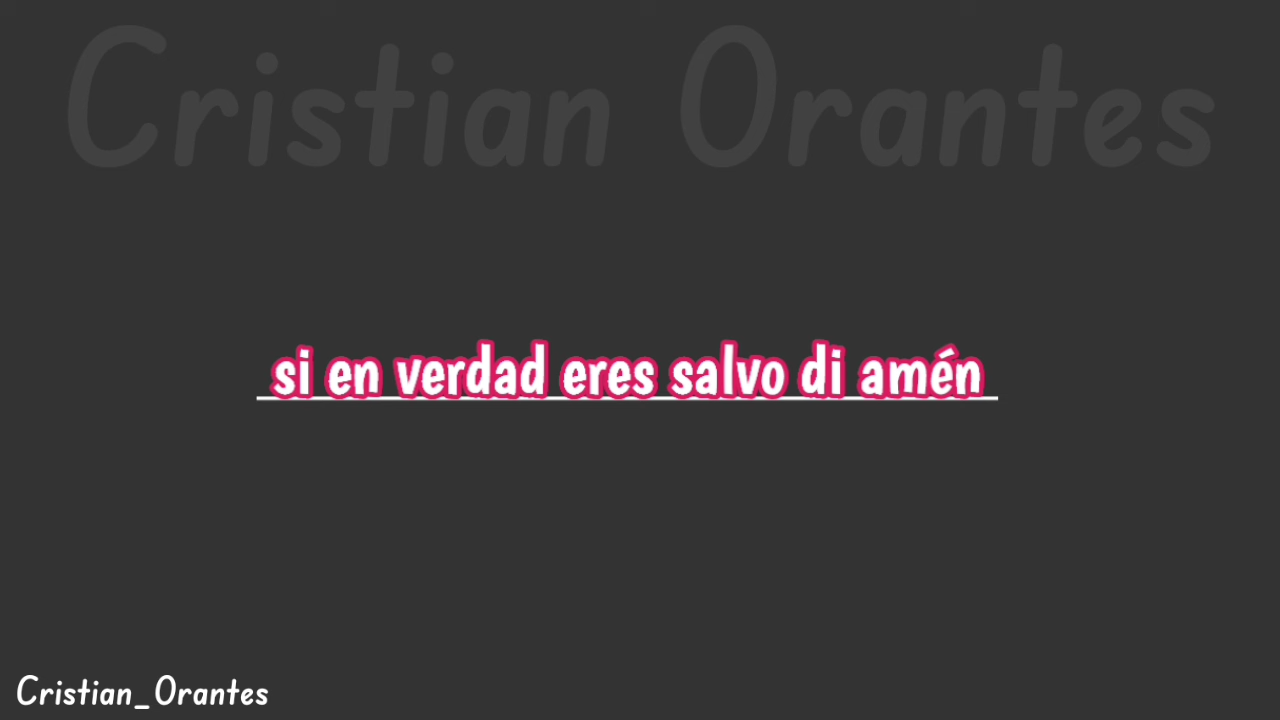 Cristian Orantes
si en verdad eres salvo di amén
Cristian_Orantes